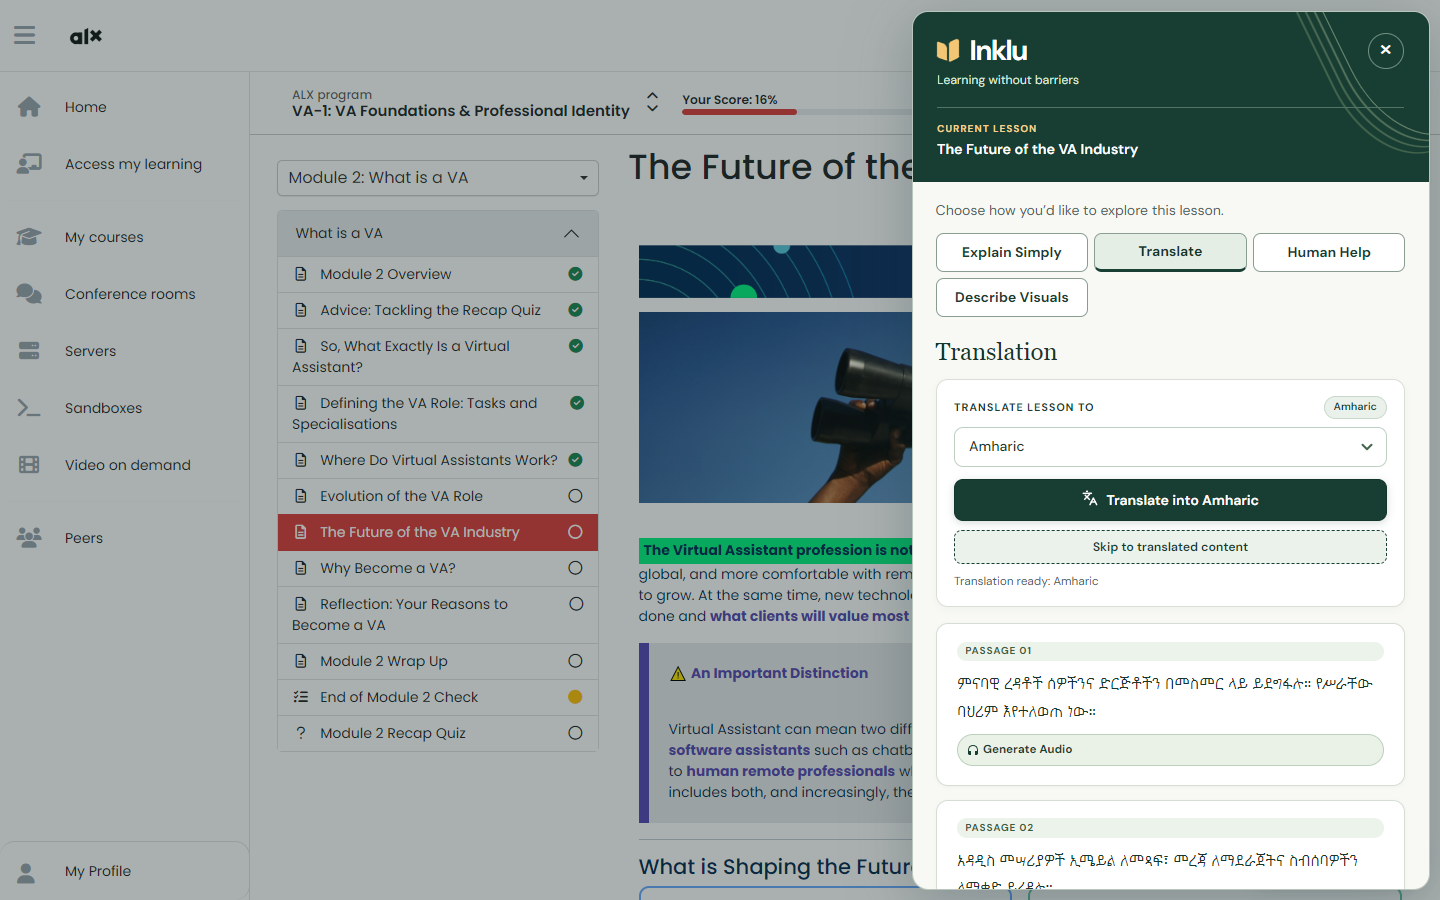 alx
Home
Access my learning
My courses
Conference rooms
Servers
Sandboxes
Video on demand
Peers
My Profile
ALX program
VA-1: VA Foundations & Professional Identity
Your Score: 16%
Module 2: What is a VA
What is a VA
Module 2 Overview
Advice: Tackling the Recap Quiz
So, What Exactly Is a Virtual
Assistant?
Defining the VA Role: Tasks and
Specialisations
Where Do Virtual Assistants Work?
Evolution of the VA Role
The Future of the VA Industry
Why Become a VA?
Reflection: Your Reasons to
Become a VA
Module 2 Wrap Up
End of Module 2 Check
? Module 2 Recap Quiz
The Future of the
The Virtual Assistant profession is not
global, and more comfortable with rem
to grow. At the same time, new technol
done and what clients will value most
An Important Distinction
Virtual Assistant can mean two diff
software assistants such as chatb
to human remote professionals w
includes both, and increasingly, the
What is Shaping the Futur
Inklu
Learning without barriers
CURRENT LESSON
The Future of the VA Industry
Choose how you'd like to explore this lesson.
Explain Simply
Translate
Human Help
Describe Visuals
Translation
TRANSLATE LESSON TO
Amharic
Amharic
Translate into Amharic
Skip to translated content
Translation ready: Amharic
PASSAGE 01
ምናባዊ ረዳቶች ሰዎችንና ድርጅቶችን በመስመር ላይ ይደግፋሉ። የሥራቸው
ባህሪም እየተለወጠ ነው።
Generate Audio
PASSAGE 02
አዳዲስ መሣሪያዎች ኢሜይል ለመጻፍ፣ መረጃ ለማደራጀትና ስብሰባዎችን
ለማቀድ ይረዳሉ።